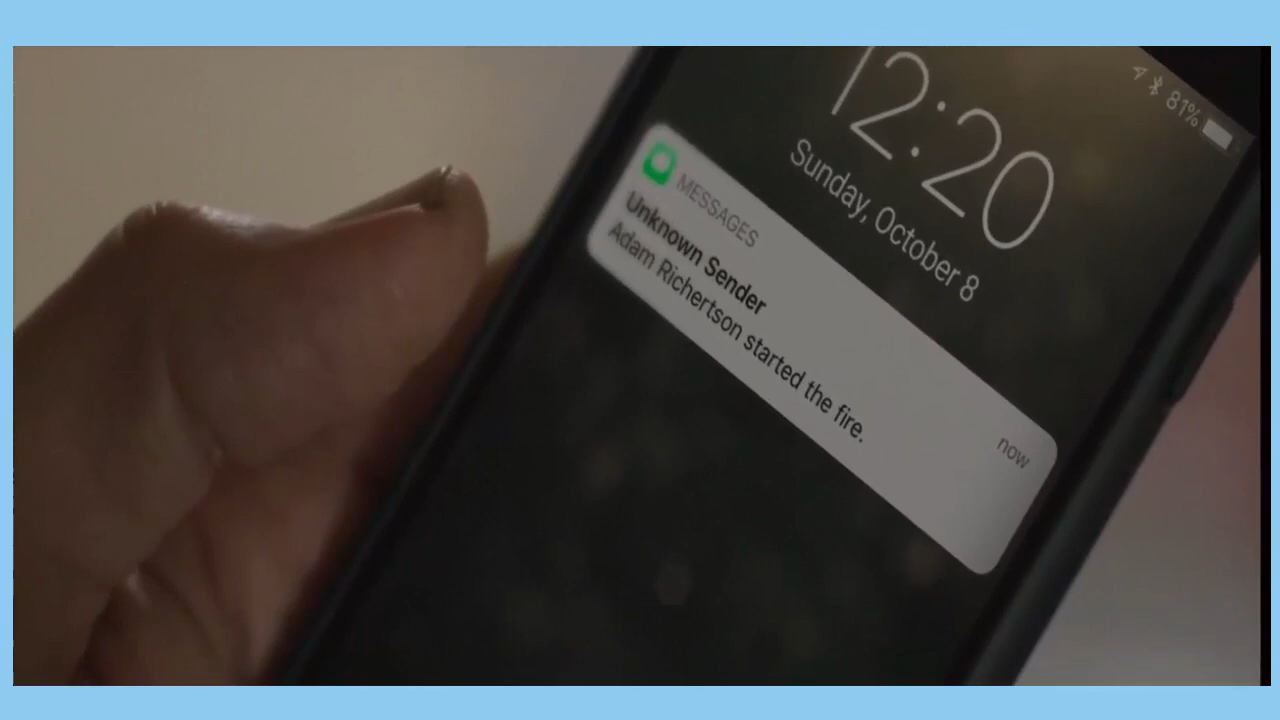 81%
12:20
Sunday, October 8
MESSAGES
now
Unknown Sender
Adam Richertson started the fire.